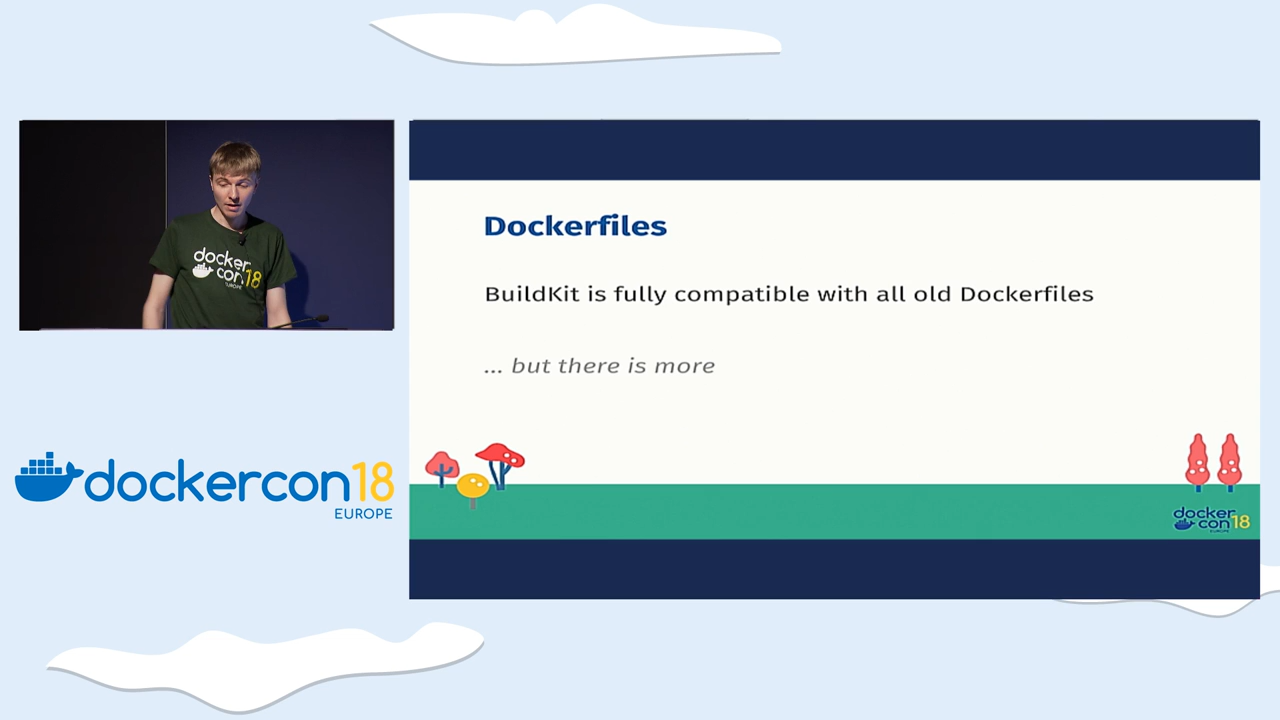 docker
con18
EUROPE
Dockerfiles
BuildKit is fully compatible with all old Dockerfiles
... but there is more
dockercon18
EUROPE
docker
con18
EUROPE